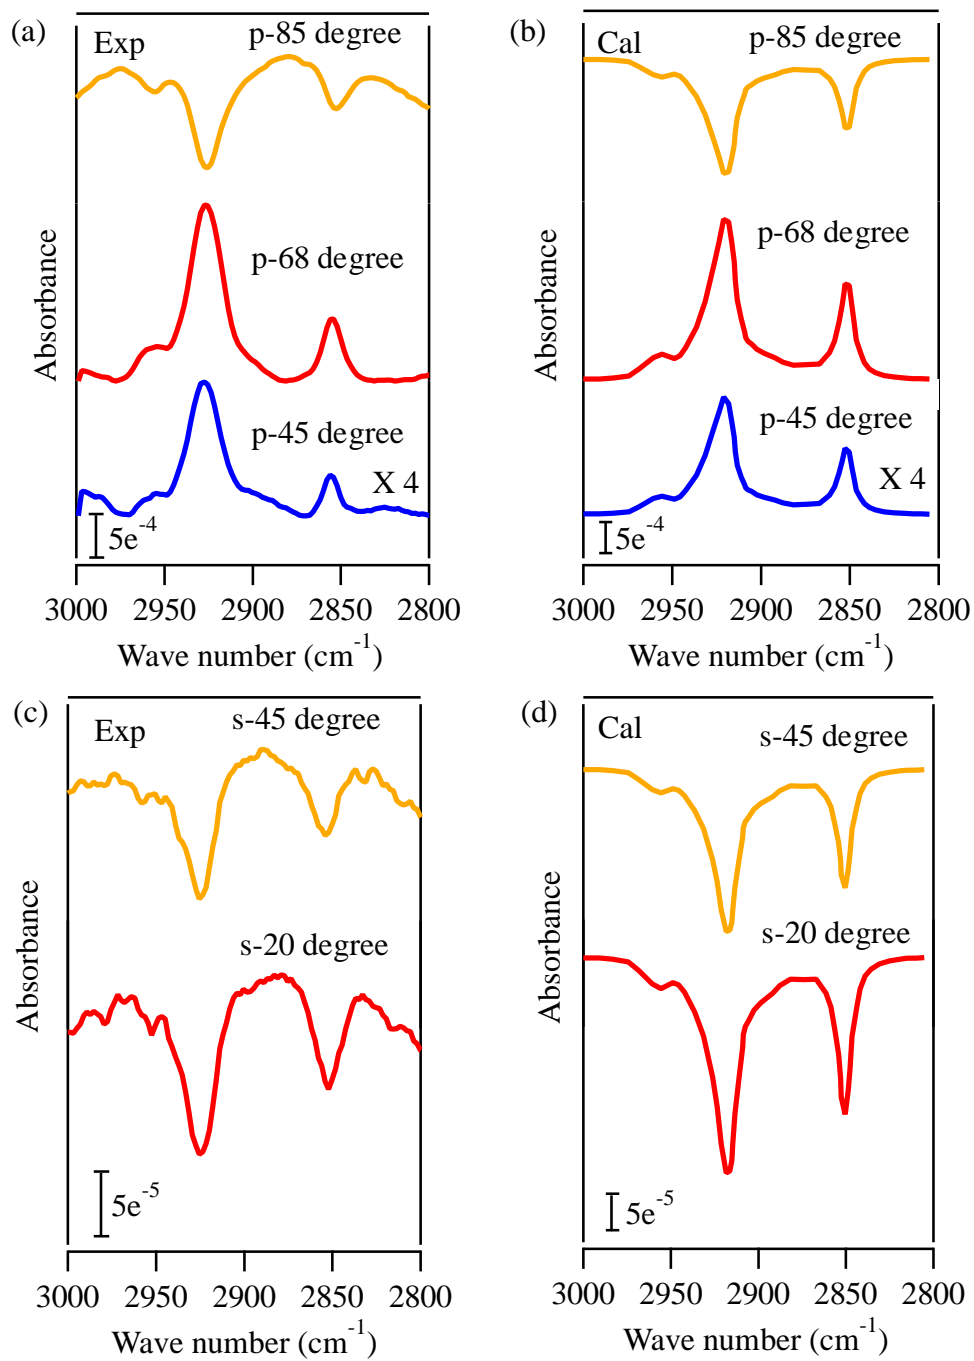 (a)
Exp
p-85 degree
p-68 degree
p-45 degree
X 4
5e-4
Absorbance
3000 2950 2900 2850 2800
Wave number (cm-1)
(b)
Cal
p-85 degree
p-68 degree
p-45 degree
X 4
5e-4
Absorbance
3000 2950 2900 2850 2800
Wave number (cm-1)
(c)
Exp
s-45 degree
s-20 degree
5e-5
Absorbance
3000 2950 2900 2850 2800
Wave number (cm-1)
(d)
Cal
s-45 degree
s-20 degree
5e-5
Absorbance
3000 2950 2900 2850 2800
Wave number (cm-1)